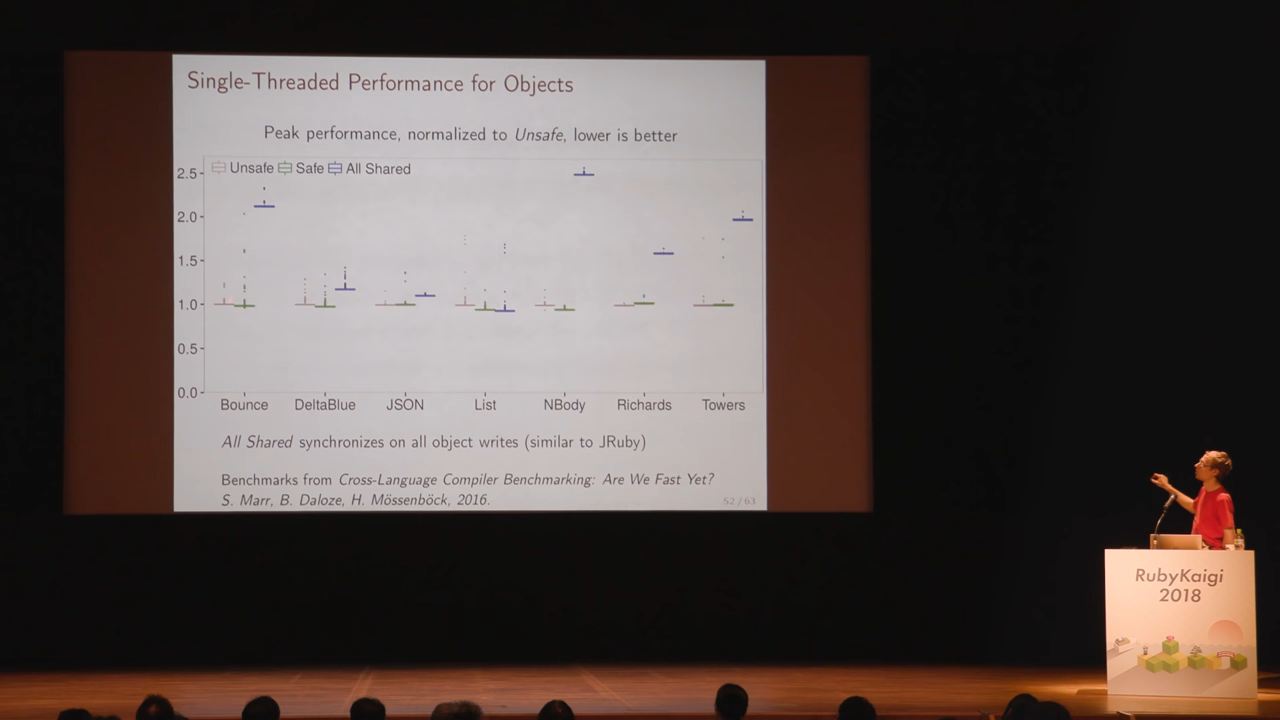 Single-Threaded Performance for Objects
Peak performance, normalized to Unsafe, lower is better
Unsafe Safe All Shared
2.5
2.0
1.5
1.0
0.5
0.0
Bounce DeltaBlue JSON List NBody Richards Towers
All Shared synchronizes on all object writes (similar to JRuby)
Benchmarks from Cross-Language Compiler Benchmarking: Are We Fast Yet?
S. Marr, B. Daloze, H. Mössenböck, 2016.
52 / 63
RubyKaigi
2018